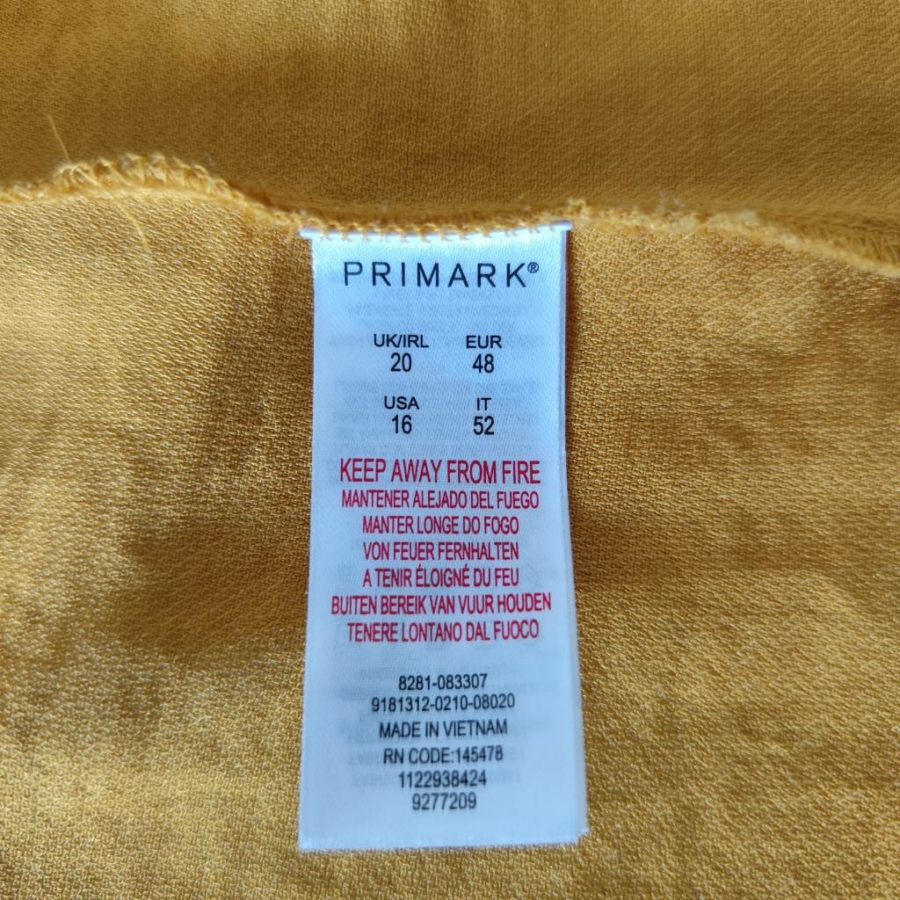 PRIMARK®
UK/IRL EUR
20 48
USA IT
16 52
KEEP AWAY FROM FIRE
MANTENER ALEJADO DEL FUEGO
MANTER LONGE DO FOGO
VON FEUER FERNHALTEN
A TENIR ÉLOIGNÉ DU FEU
BUITEN BEREIK VAN VUUR HOUDEN
TENERE LONTANO DAL FUOCO
8281-083307
9181312-0210-08020
MADE IN VIETNAM
RN CODE:145478
1122938424
9277209